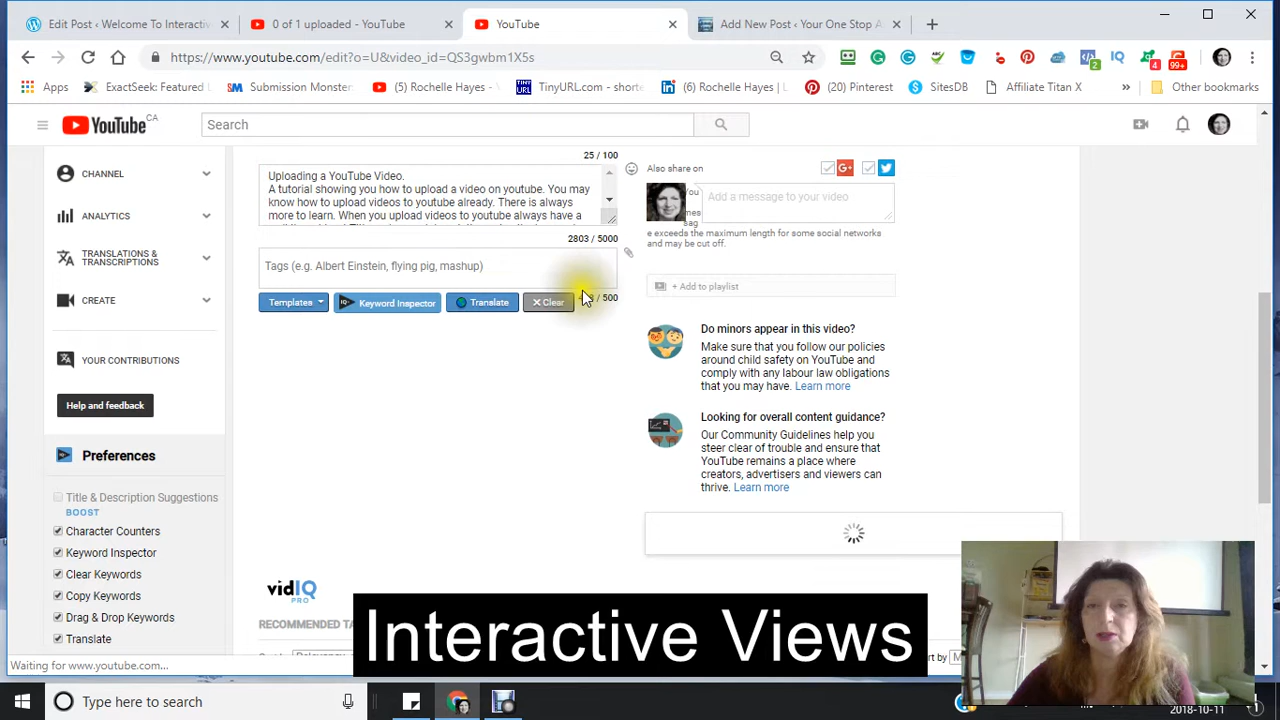 Edit Post ‹ Welcome To Interactiv
0 of 1 uploaded - YouTube
YouTube
Add New Post ‹ Your One Stop A
https://www.youtube.com/edit?o=U&video_id=QS3gwbm1X5s
Apps
ExactSeek: Featured L
Submission Monster
(5) Rochelle Hayes -
TinyURL.com - shorte
(2) Rochelle Hayes | L
(20) Pinterest
SitesDB
Affiliate Titan X
»
Other bookmarks
YouTube CA
Search
CHANNEL
ANALYTICS
TRANSLATIONS &
TRANSCRIPTIONS
CREATE
YOUR CONTRIBUTIONS
Help and feedback
Preferences
Title & Description Suggestions
BOOST
Character Counters
Keyword Inspector
Clear Keywords
Copy Keywords
Drag & Drop Keywords
Translate
25 / 100
Uploading a YouTube Video.
A tutorial showing you how to upload a video on youtube. You may
know how to upload videos to youtube already. There is always
more to learn. When you upload videos to youtube always have a
2803 / 5000
Tags (e.g. Albert Einstein, flying pig, mashup)
Templates
Keyword Inspector
Translate
Clear
/ 500
Also share on
You
mes
sag
Add a message to your video
e exceeds the maximum length for some social networks
and may be cut off.
+ Add to playlist
Do minors appear in this video?
Make sure that you follow our policies
around child safety on YouTube and
comply with any labour law obligations
that you may have. Learn more
Looking for overall content guidance?
Our Community Guidelines help you
steer clear of trouble and ensure that
YouTube remains a place where
creators, advertisers and viewers can
thrive. Learn more
vidIQ
PRO
RECOMMENDED TA
Interactive Views
Waiting for www.youtube.com...
Type here to search
2018-10-11